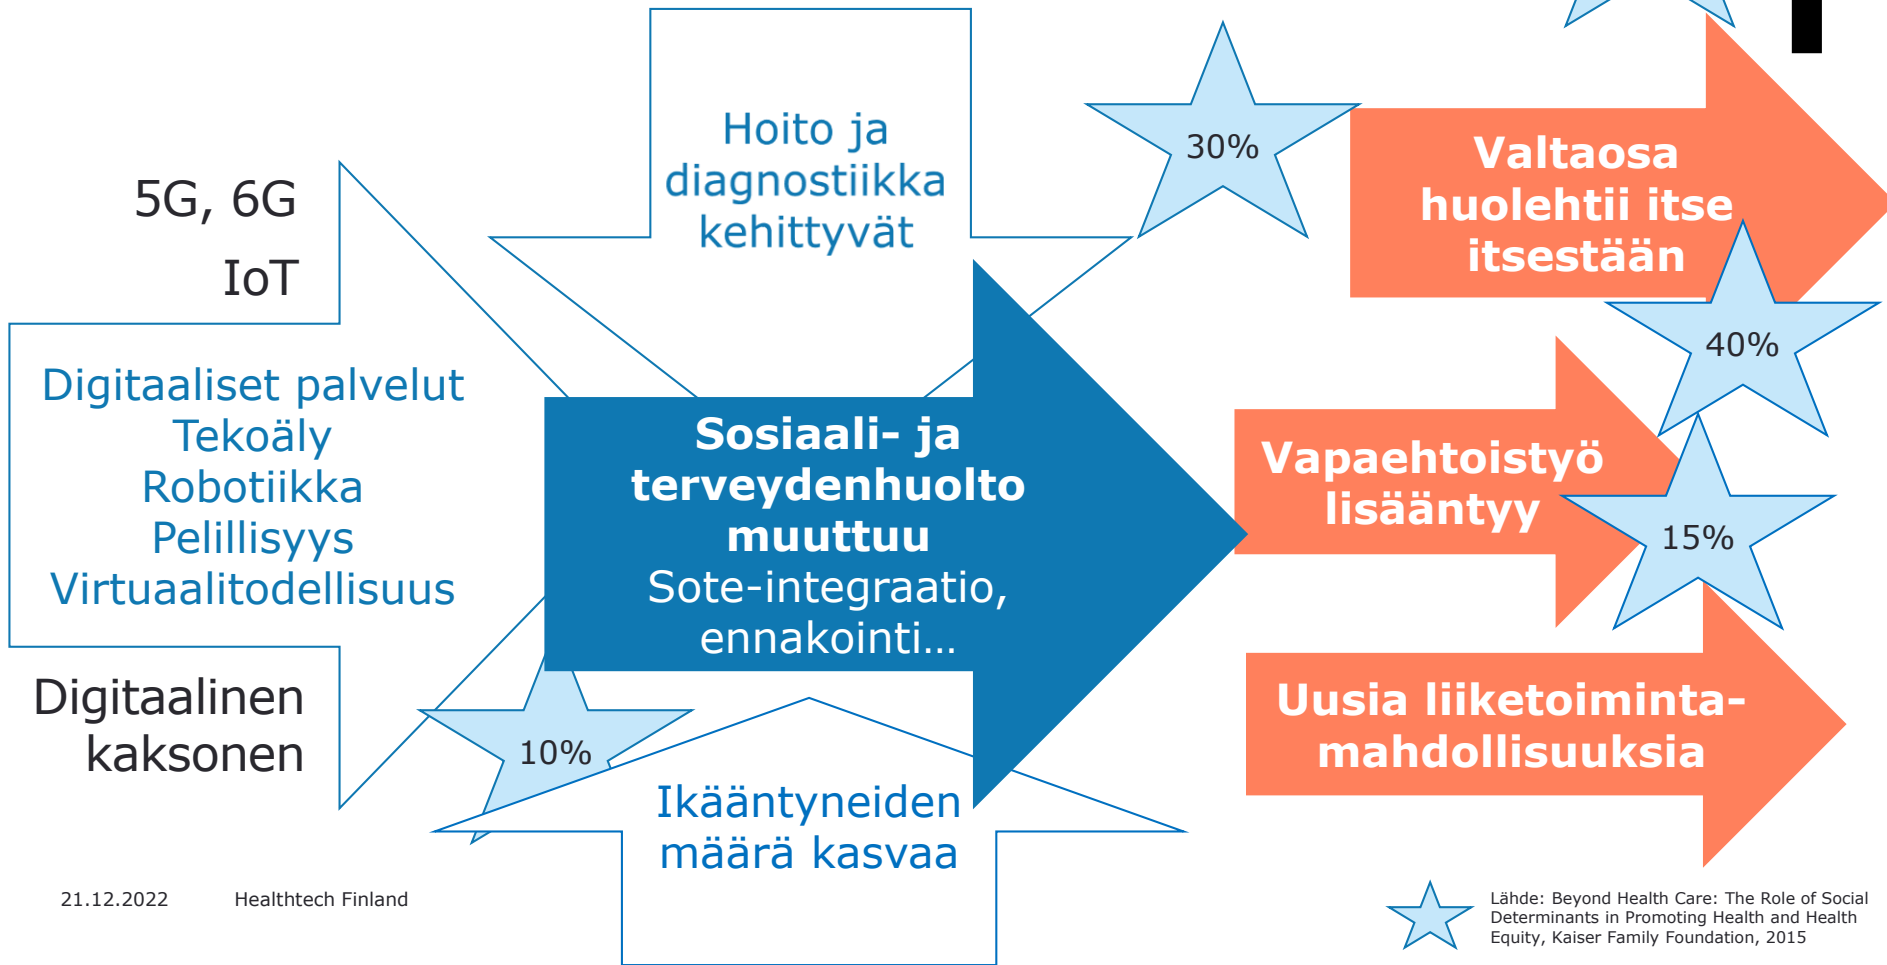 Hoito ja
diagnostiikka
kehittyvät
5G, 6G
IoT
Digitaaliset palvelut
Tekoäly
Robotiikka
Pelillisyys
Virtuaalitodellisuus
Digitaalinen
kaksonen
Sosiaali- ja
terveydenhuolto
muuttuu
Sote-integraatio,
ennakointi…
10%
Ikääntyneiden
määrä kasvaa
30%
Valtaosa
huolehtii itse
itsestään
40%
Vapaehtoistyö
lisääntyy
15%
Uusia liiketoiminta-
mahdollisuuksia
21.12.2022
Healthtech Finland
Lähde: Beyond Health Care: The Role of Social
Determinants in Promoting Health and Health
Equity, Kaiser Family Foundation, 2015